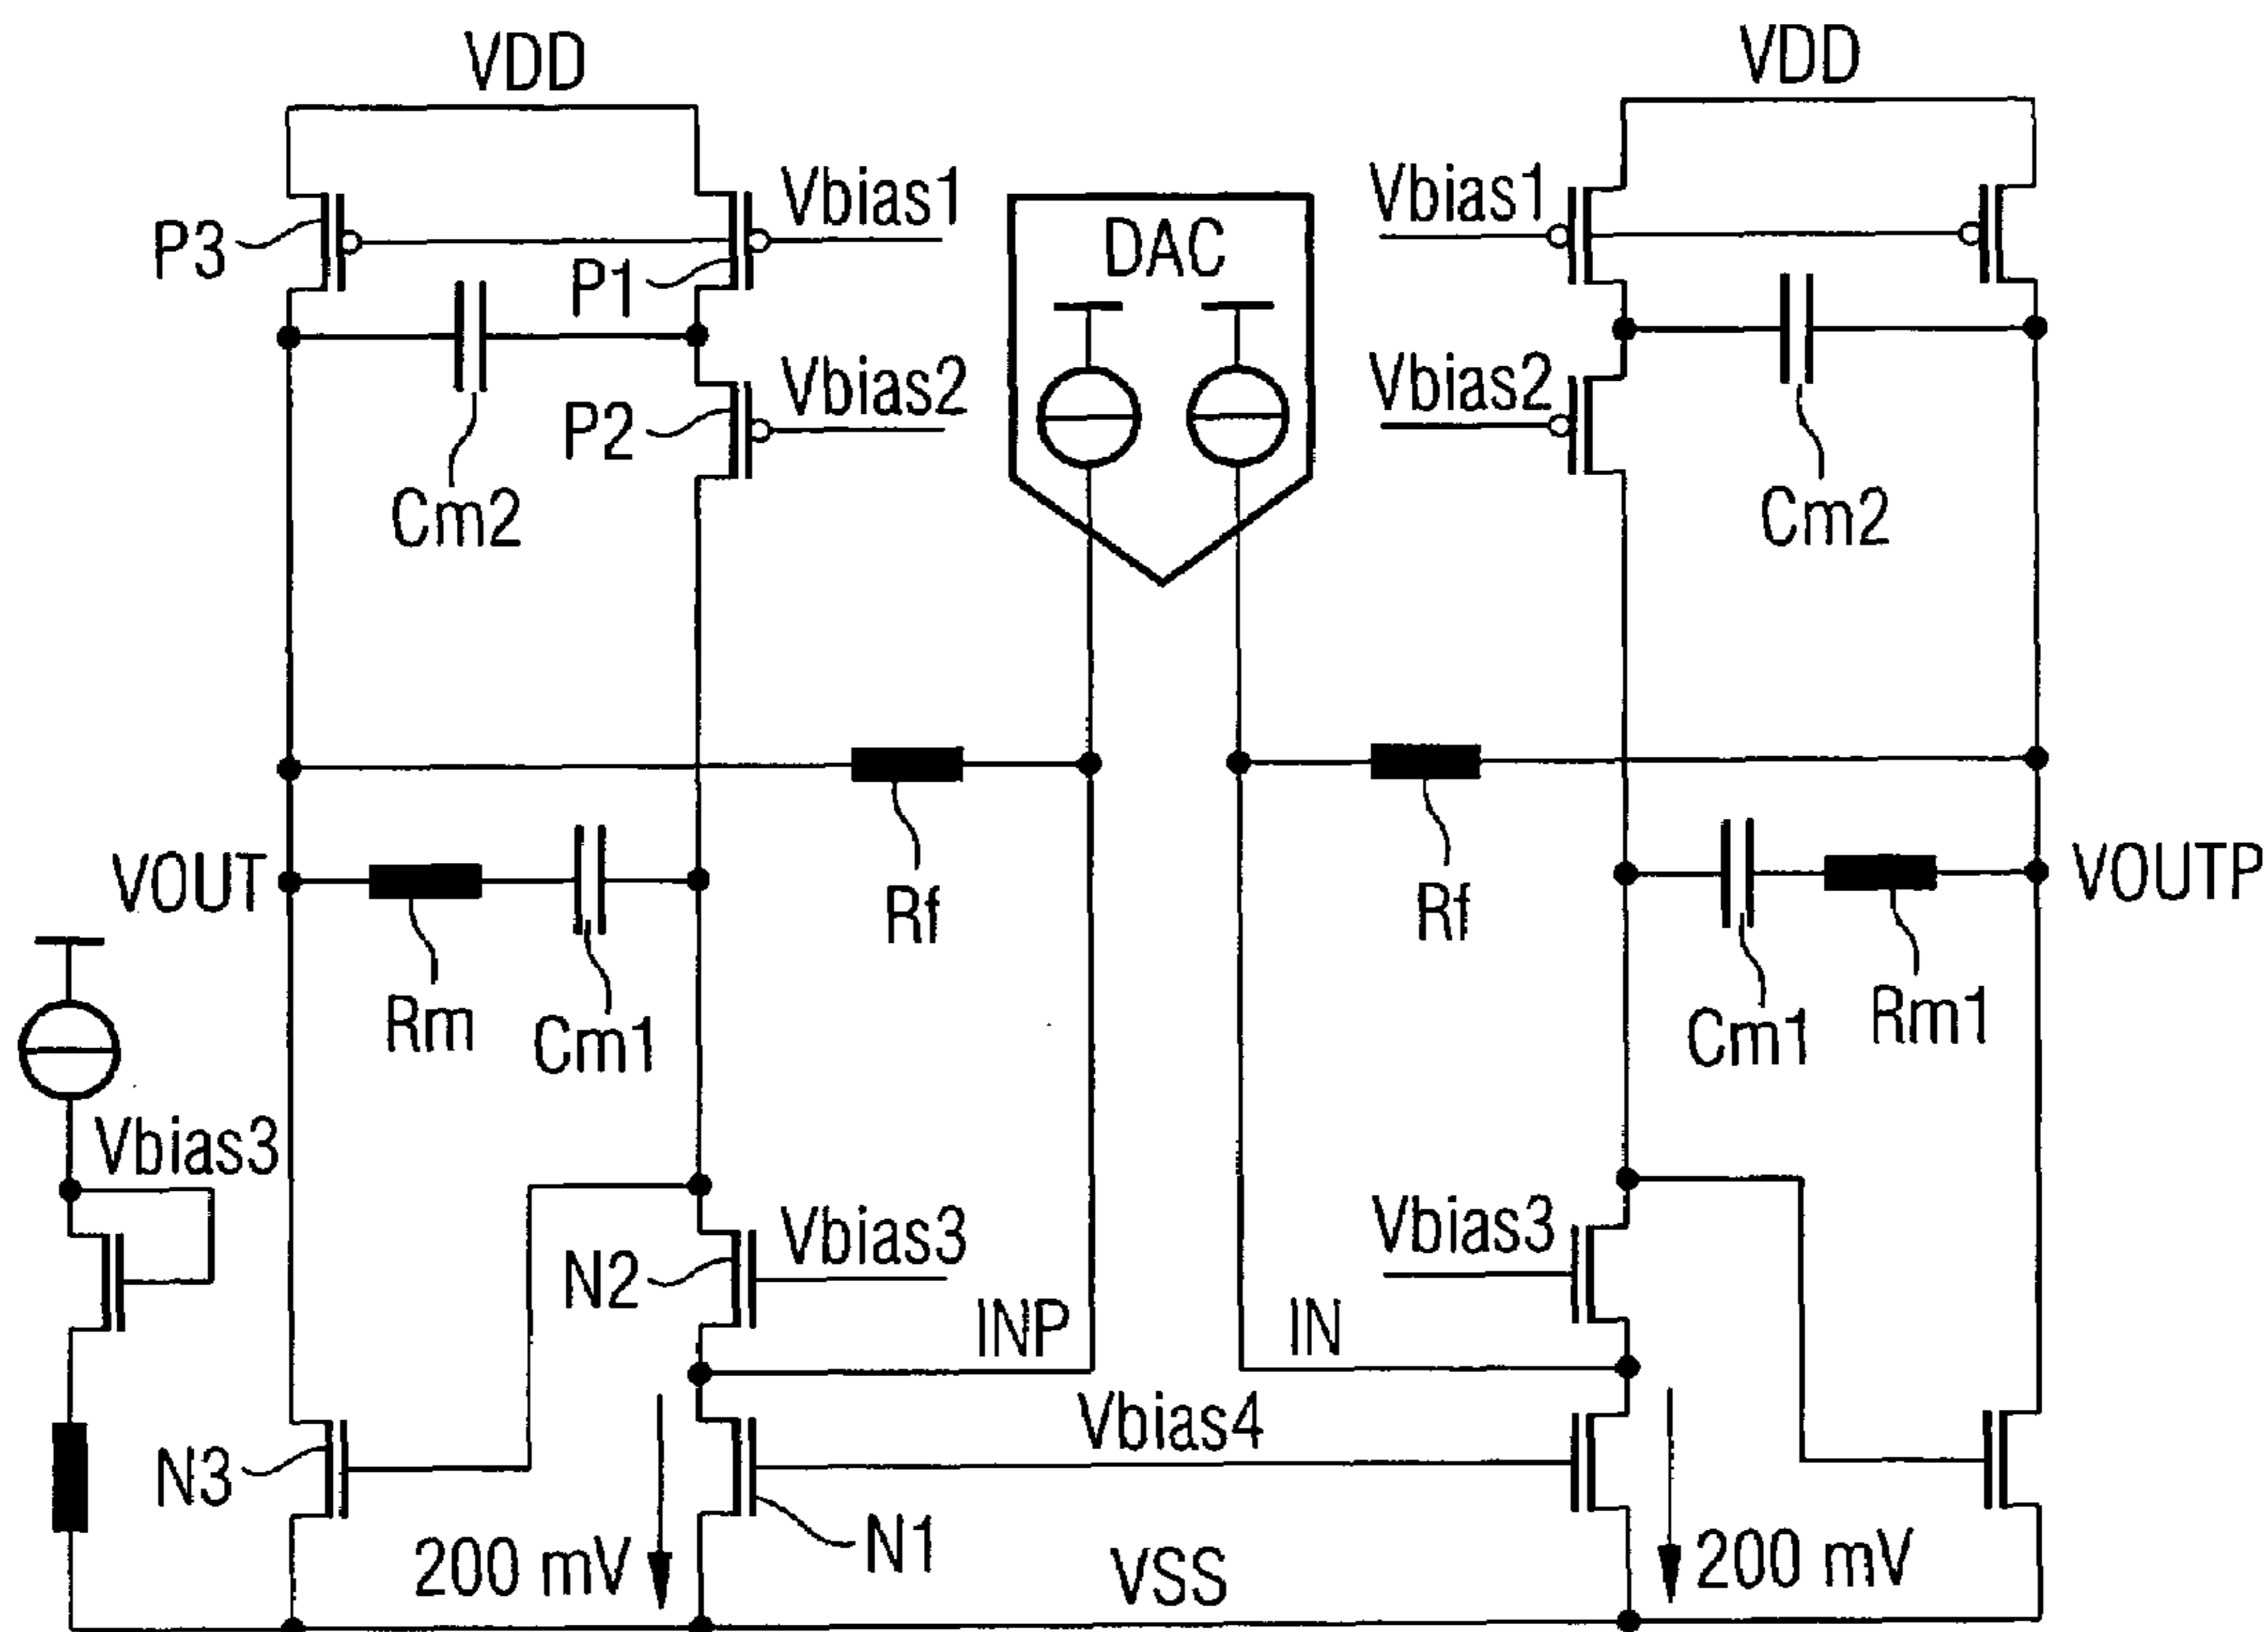 VDD
VDD
Vbias1
Vbias1
P3
DAC
P1
Vbias2
Vbias2
P2
Cm2
Cm2
VOUT
VOUTP
Rf
Rf
Rm
Cm1
Cm1
Rm1
Vbias3
Vbias3
Vbias3
N2
INP
IN
Vbias4
N3
N1
200 mV
VSS
200 mV